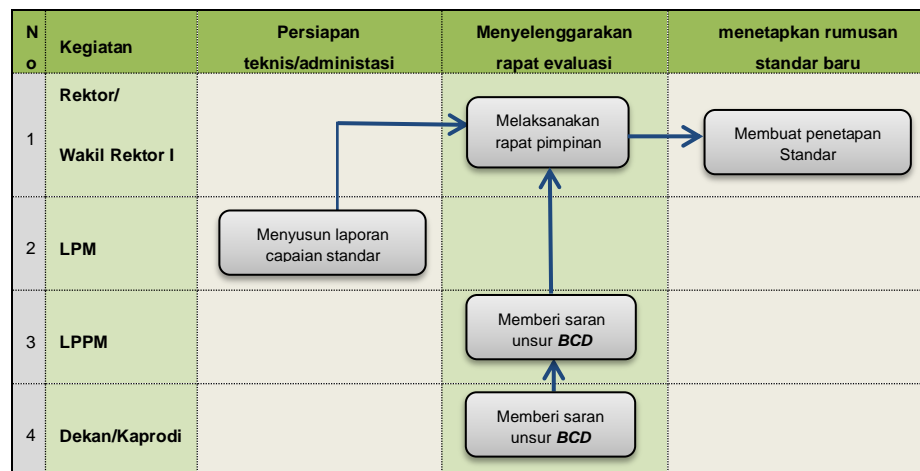 N
o
Kegiatan
Persiapan
teknis/administasi
Menyelenggarakan
rapat evaluasi
menetapkan rumusan
standar baru
1
Rektor/
Wakil Rektor I
Melaksanakan
rapat pimpinan
Membuat penetapan
Standar
2
LPM
Menyusun laporan
capaian standar
3
LPPM
Memberi saran
unsur BCD
4
Dekan/Kaprodi
Memberi saran
unsur BCD